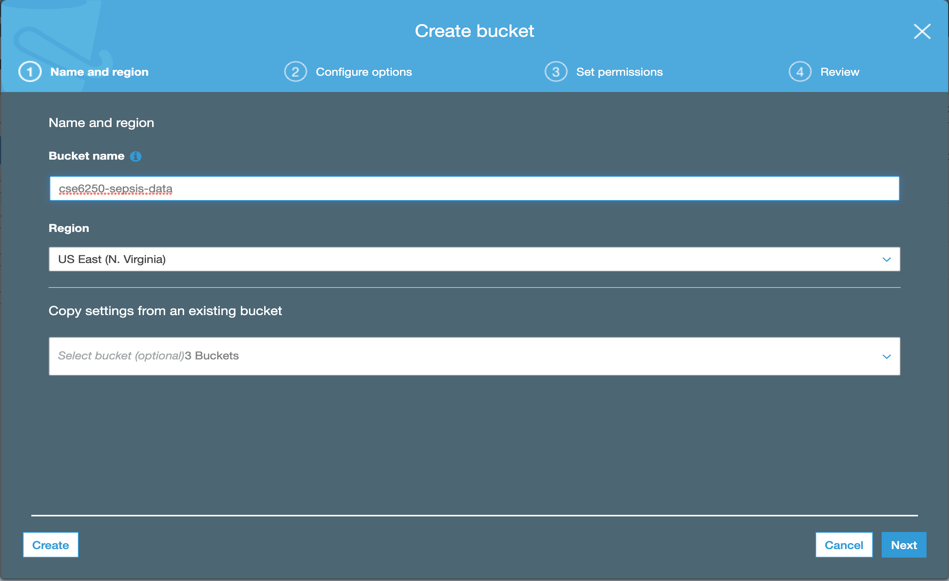 Create bucket
1 Name and region
2 Configure options
3 Set permissions
4 Review
Name and region
Bucket name
cse6250-sepsis-data
Region
US East (N. Virginia)
Copy settings from an existing bucket
Select bucket (optional)3 Buckets
Create
Cancel
Next